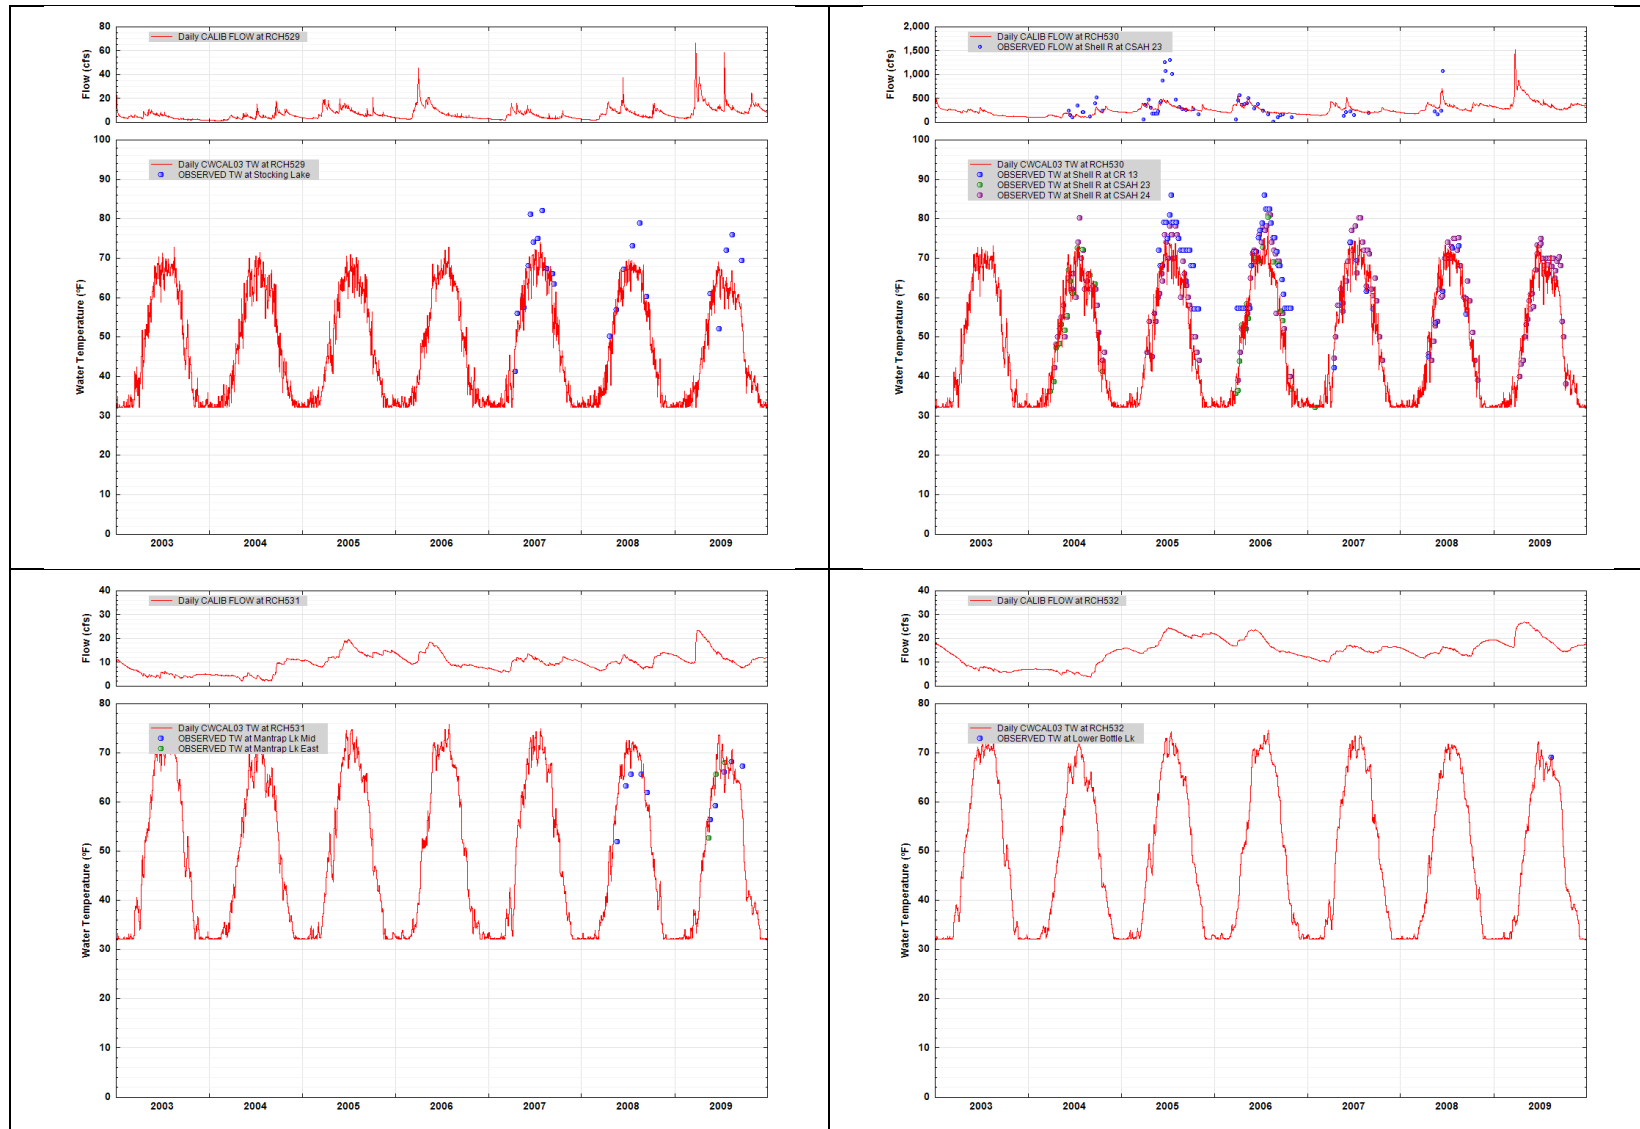 80
60
40
20
0
Flow (cfs)
Daily CALIB FLOW at RCH529
100
90
80
70
60
50
40
30
20
10
0
Water Temperature (°F)
Daily CWCAL03 TW at RCH529
OBSERVED TW at Stocking Lake
2003 2004 2005 2006 2007 2008 2009
2,000
1,500
1,000
500
0
Flow (cfs)
Daily CALIB FLOW at RCH530
OBSERVED FLOW at Shell R at CSAH 23
100
90
80
70
60
50
40
30
20
10
0
Water Temperature (°F)
Daily CWCAL03 TW at RCH530
OBSERVED TW at Shell R at CR 13
OBSERVED TW at Shell R at CSAH 23
OBSERVED TW at Shell R at CSAH 24
2003 2004 2005 2006 2007 2008 2009
40
30
20
10
0
Flow (cfs)
Daily CALIB FLOW at RCH531
80
70
60
50
40
30
20
10
0
Water Temperature (°F)
Daily CWCAL03 TW at RCH531
OBSERVED TW at Mantrap Lk Mid
OBSERVED TW at Mantrap Lk East
2003 2004 2005 2006 2007 2008 2009
40
30
20
10
0
Flow (cfs)
Daily CALIB FLOW at RCH532
80
70
60
50
40
30
20
10
0
Water Temperature (°F)
Daily CWCAL03 TW at RCH532
OBSERVED TW at Lower Bottle Lk
2003 2004 2005 2006 2007 2008 2009